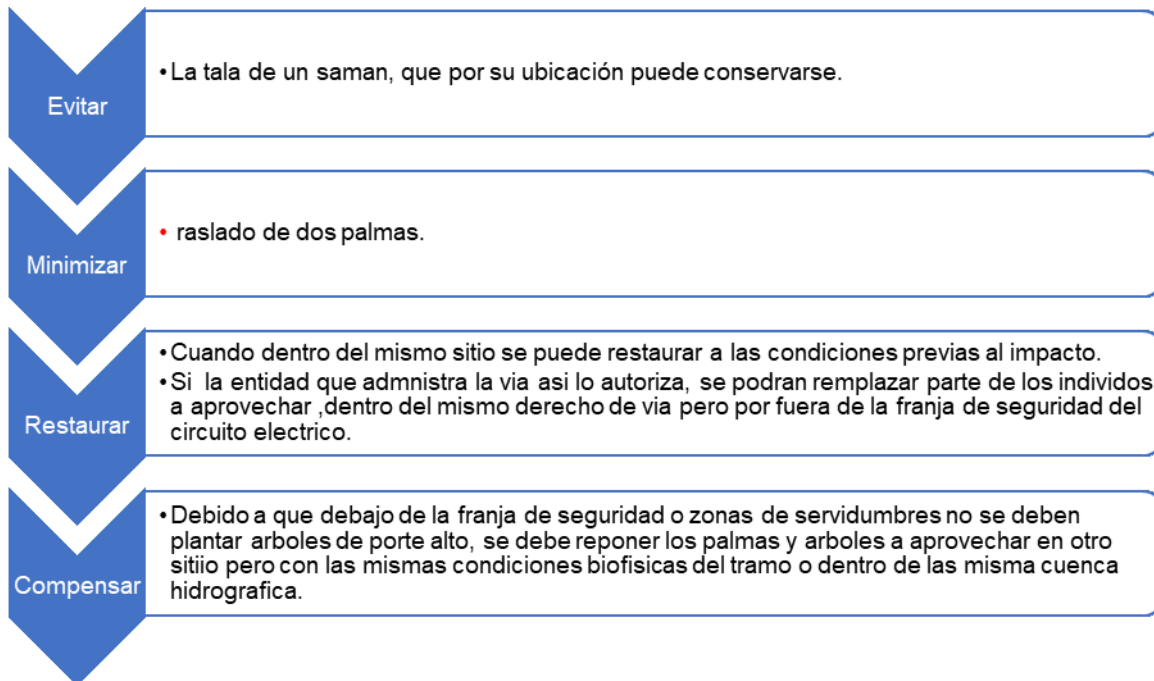 Evitar
•La tala de un saman, que por su ubicación puede conservarse.
Minimizar
• raslado de dos palmas.
Restaurar
•Cuando dentro del mismo sitio se puede restaurar a las condiciones previas al impacto.
•Si la entidad que admnistra la via asi lo autoriza, se podran remplazar parte de los individos
a aprovechar ,dentro del mismo derecho de via pero por fuera de la franja de seguridad del
circuito electrico.
Compensar
•Debido a que debajo de la franja de seguridad o zonas de servidumbres no se deben
plantar arboles de porte alto, se debe reponer los palmas y arboles a aprovechar en otro
sitiio pero con las mismas condiciones biofisicas del tramo o dentro de las misma cuenca
hidrografica.